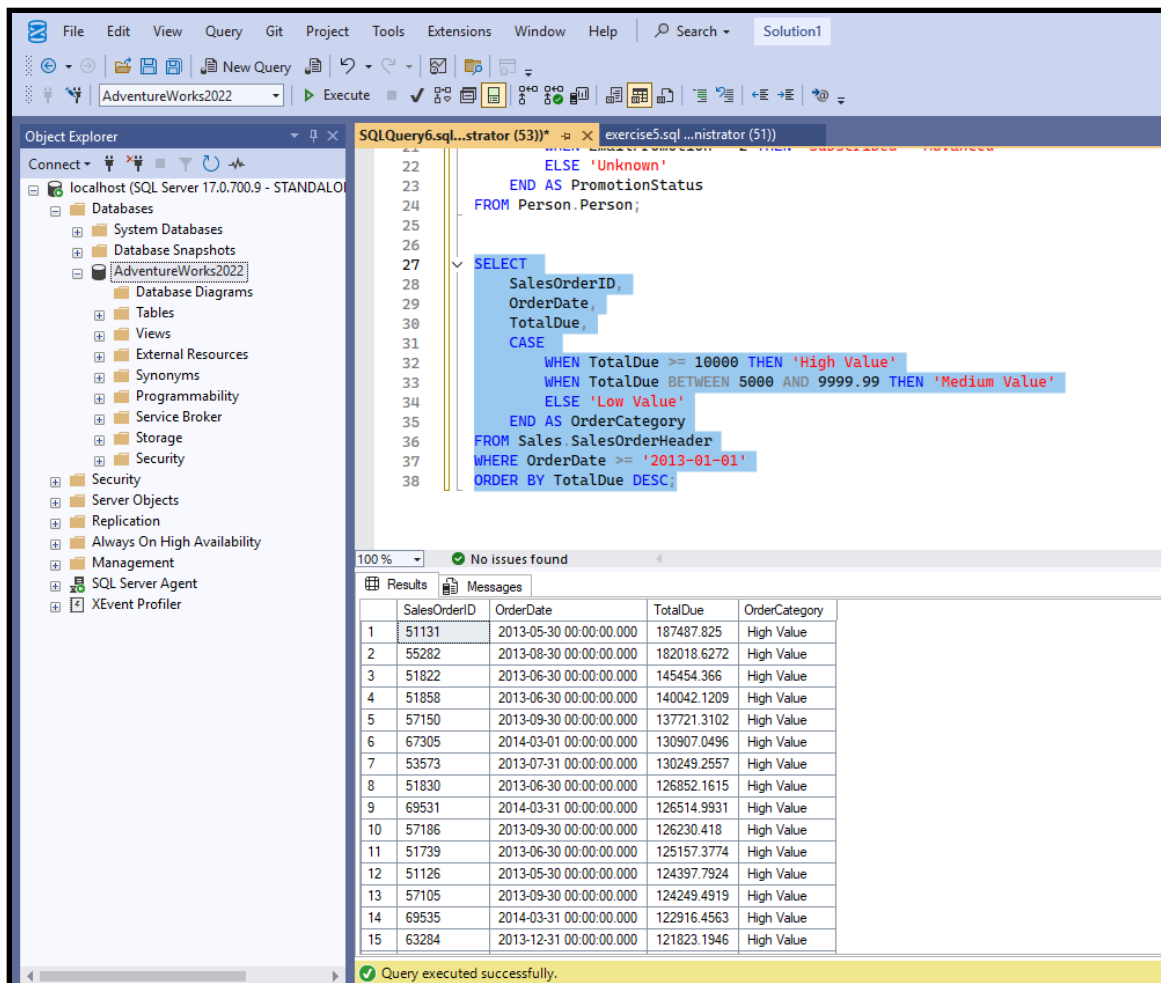 File Edit View Query Git Project Tools Extensions Window Help Search Solution1
New Query
AdventureWorks2022 Execute
Object Explorer
Connect
localhost (SQL Server 17.0.700.9 - STANDALO
Databases
System Databases
Database Snapshots
AdventureWorks2022
Database Diagrams
Tables
Views
External Resources
Synonyms
Programmability
Service Broker
Storage
Security
Security
Server Objects
Replication
Always On High Availability
Management
SQL Server Agent
XEvent Profiler
SQLQuery6.sql...strator (53))* exercise5.sql ...nistrator (51))
22 ELSE 'Unknown'
23 END AS PromotionStatus
24 FROM Person.Person;
25
26
27 SELECT
28 SalesOrderID,
29 OrderDate,
30 TotalDue,
31 CASE
32 WHEN TotalDue >= 10000 THEN 'High Value'
33 WHEN TotalDue BETWEEN 5000 AND 9999.99 THEN 'Medium Value'
34 ELSE 'Low Value'
35 END AS OrderCategory
36 FROM Sales.SalesOrderHeader
37 WHERE OrderDate >= '2013-01-01'
38 ORDER BY TotalDue DESC;
100 % No issues found
Results Messages
SalesOrderID OrderDate TotalDue OrderCategory
1 51131 2013-05-30 00:00:00.000 187487.825 High Value
2 55282 2013-08-30 00:00:00.000 182018.6272 High Value
3 51822 2013-06-30 00:00:00.000 145454.366 High Value
4 51858 2013-06-30 00:00:00.000 140042.1209 High Value
5 57150 2013-09-30 00:00:00.000 137721.3102 High Value
6 67305 2014-03-01 00:00:00.000 130907.0496 High Value
7 53573 2013-07-31 00:00:00.000 130249.2557 High Value
8 51830 2013-06-30 00:00:00.000 126852.1615 High Value
9 69531 2014-03-31 00:00:00.000 126514.9931 High Value
10 57186 2013-09-30 00:00:00.000 126230.418 High Value
11 51739 2013-06-30 00:00:00.000 125157.3774 High Value
12 51126 2013-05-30 00:00:00.000 124397.7924 High Value
13 57105 2013-09-30 00:00:00.000 124249.4919 High Value
14 69535 2014-03-31 00:00:00.000 122916.4563 High Value
15 63284 2013-12-31 00:00:00.000 121823.1946 High Value
Query executed successfully.